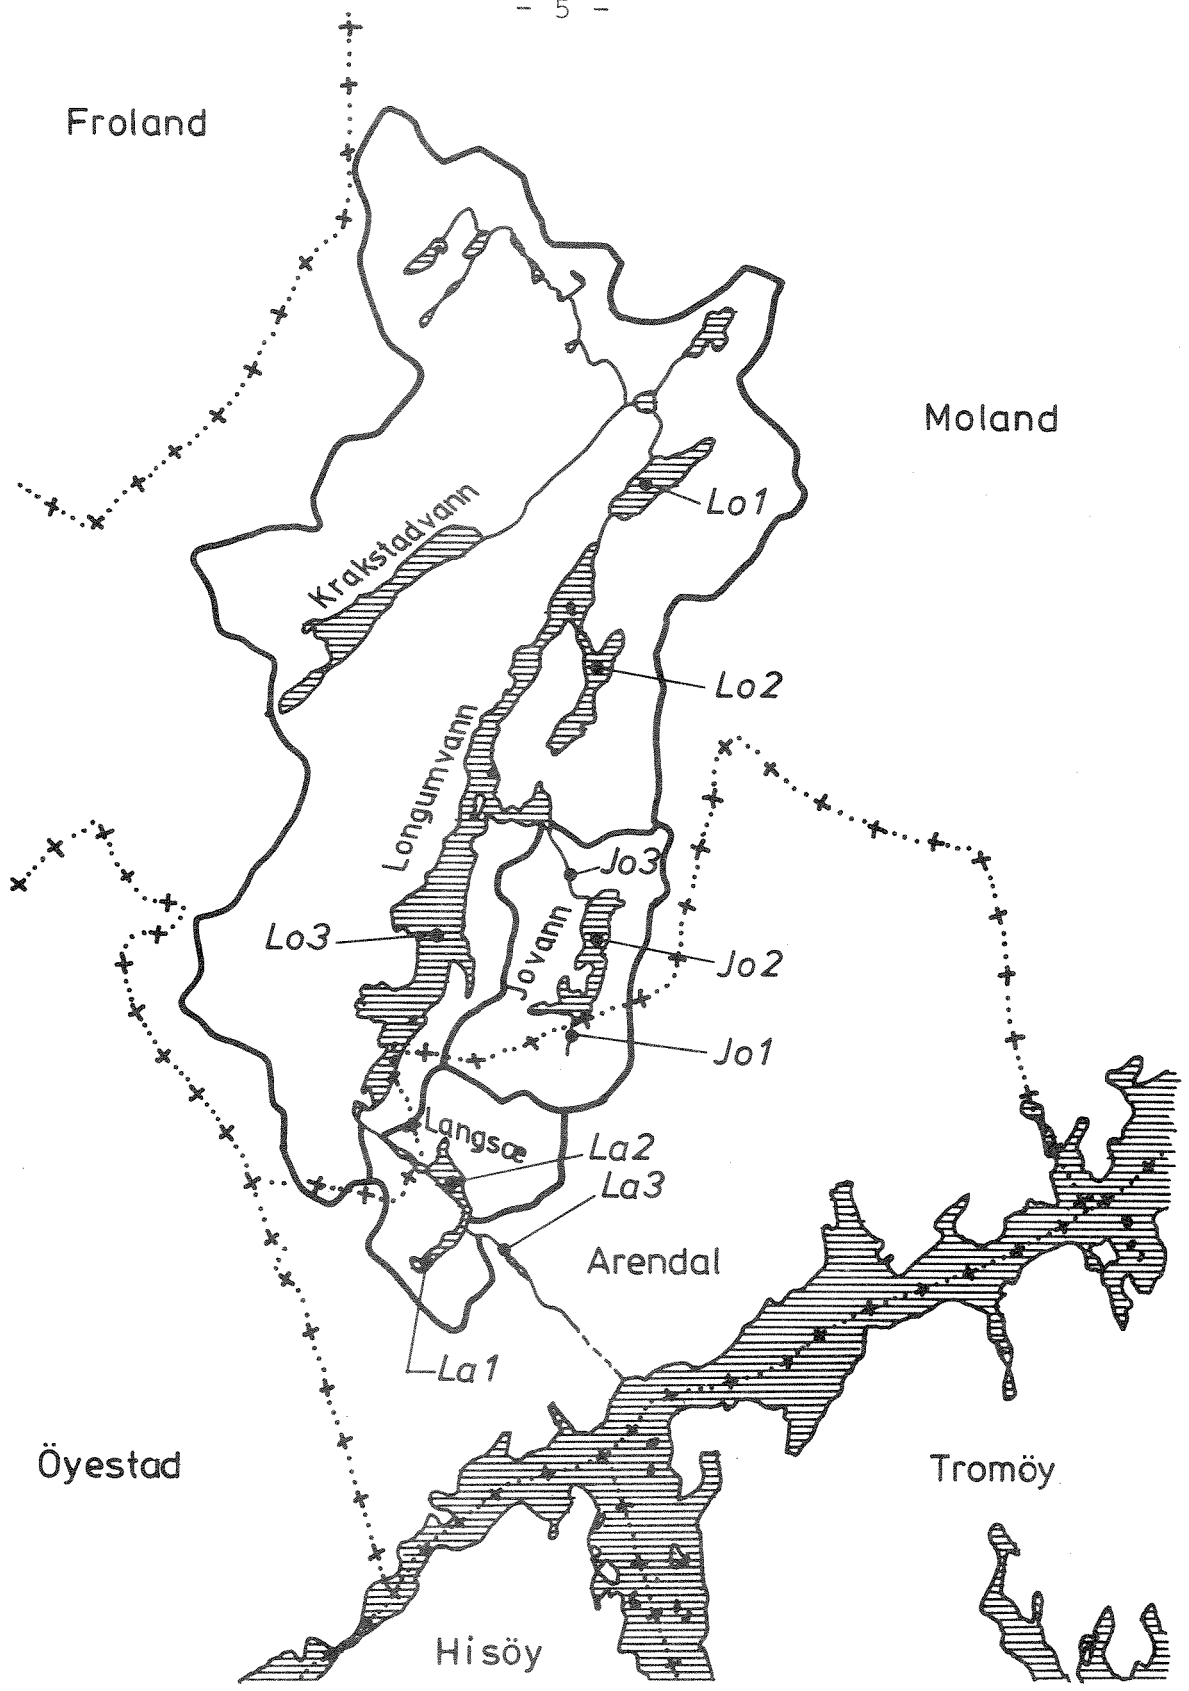 - 5 -
Froland
Moland
Krakstadvann
Lo1
Lo2
Longumvann
Jo3
Jovann
Lo3
Jo2
Jo1
Langsæ
La2
La3
Arendal
La1
Öyestad
Tromöy
Hisöy